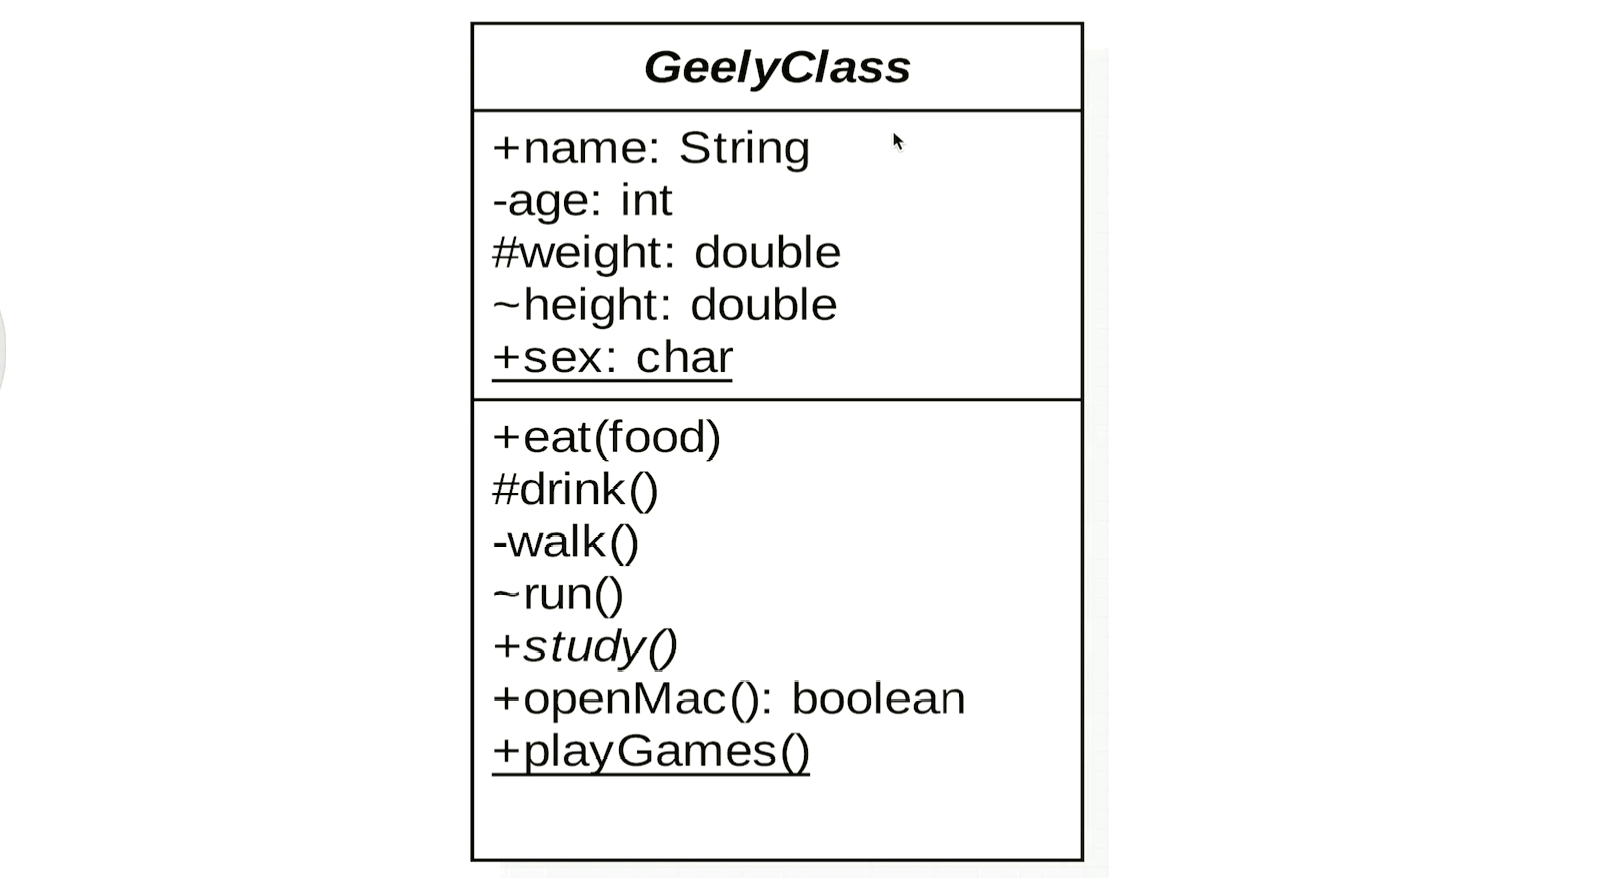 GeelyClass
+name: String
-age: int
#weight: double
~height: double
+sex: char
+eat(food)
#drink()
-walk()
~run()
+study()
+openMac(): boolean
+playGames()